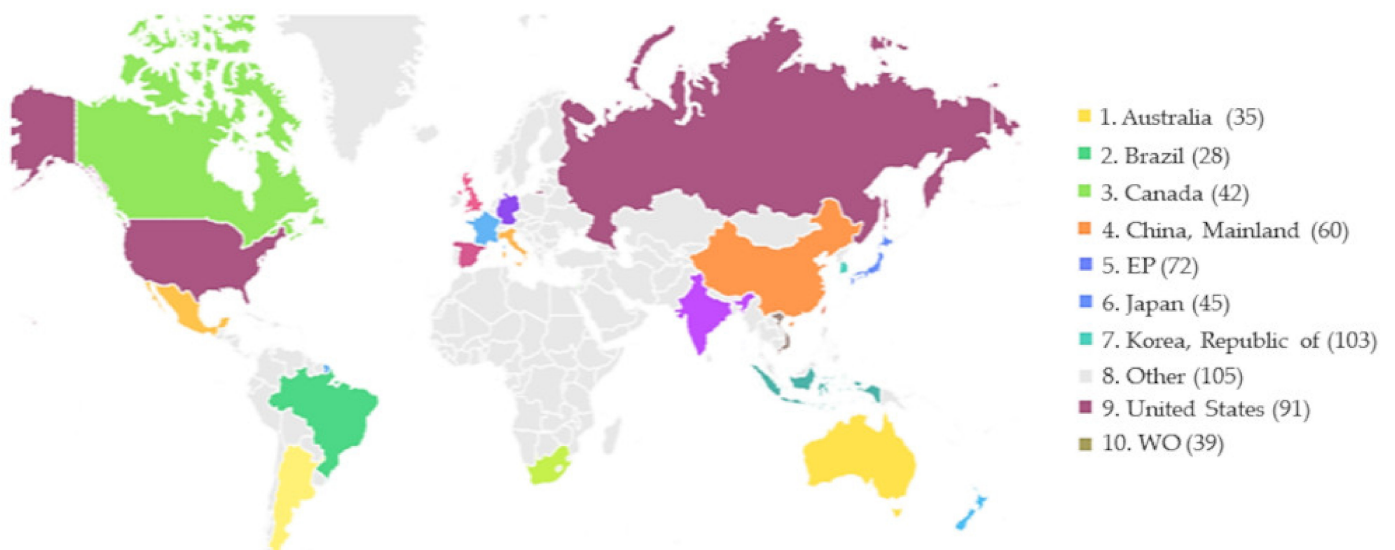 1. Australia (35)
2. Brazil (28)
3. Canada (42)
4. China, Mainland (60)
5. EP (72)
6. Japan (45)
7. Korea, Republic of (103)
8. Other (105)
9. United States (91)
10. WO (39)